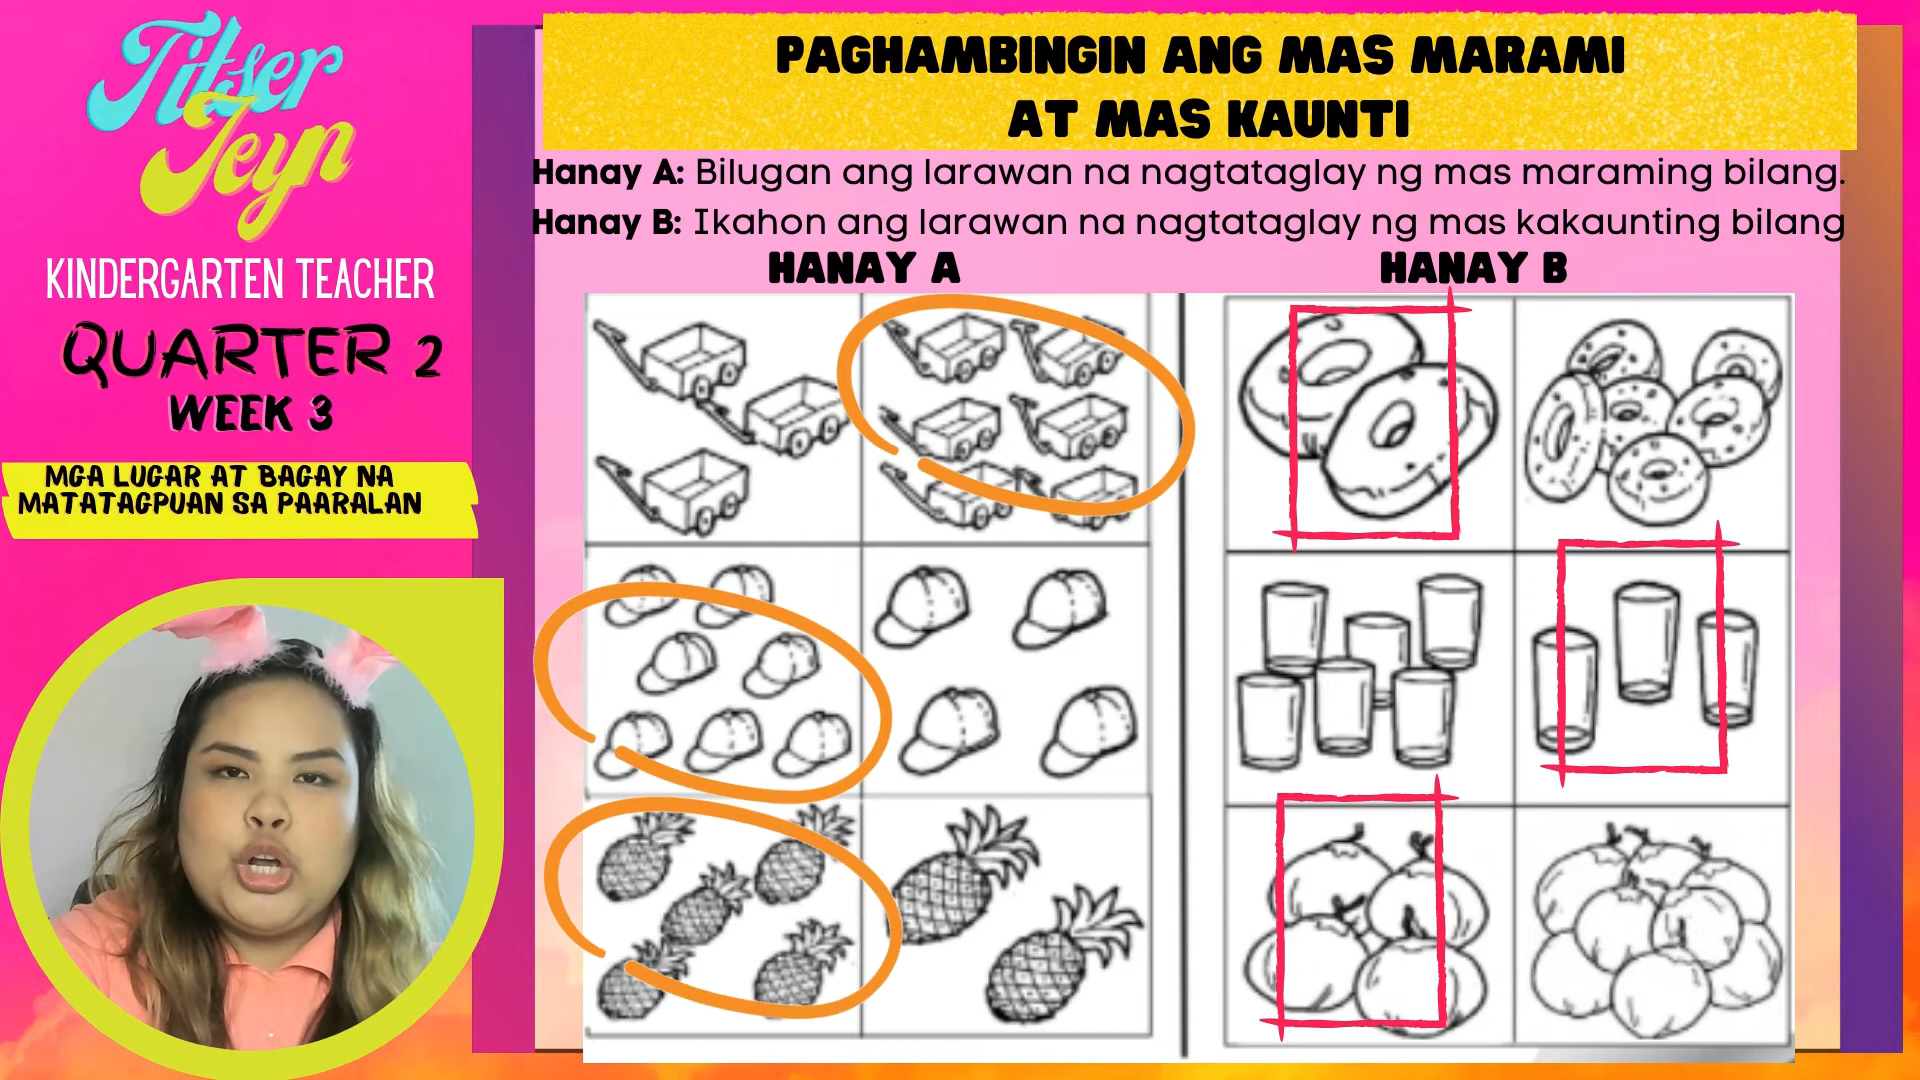 Titser
Jeyn
KINDERGARTEN TEACHER
QUARTER 2
WEEK 3
MGA LUGAR AT BAGAY NA
MATATAGPUAN SA PAARALAN
PAGHAMBINGIN ANG MAS MARAMI
AT MAS KAUNTI
Hanay A: Bilugan ang larawan na nagtataglay ng mas maraming bilang.
Hanay B: Ikahon ang larawan na nagtataglay ng mas kakaunting bilang
HANAY A
HANAY B